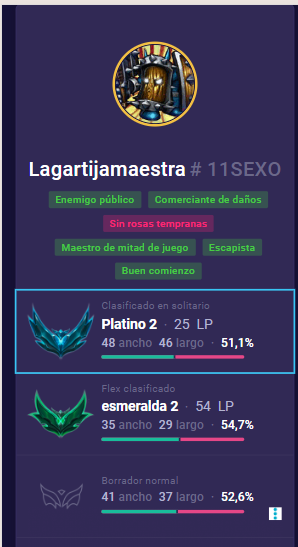 Lagartijamaestra # 11SEXO
Enemigo público Comerciante de daños
Sin rosas tempranas
Maestro de mitad de juego Escapista
Buen comienzo
Clasificado en solitario
Platino 2 · 25 LP
48 ancho 46 largo · 51,1%
Flex clasificado
esmeralda 2 · 54 LP
35 ancho 29 largo · 54,7%
Borrador normal
41 ancho 37 largo · 52,6%